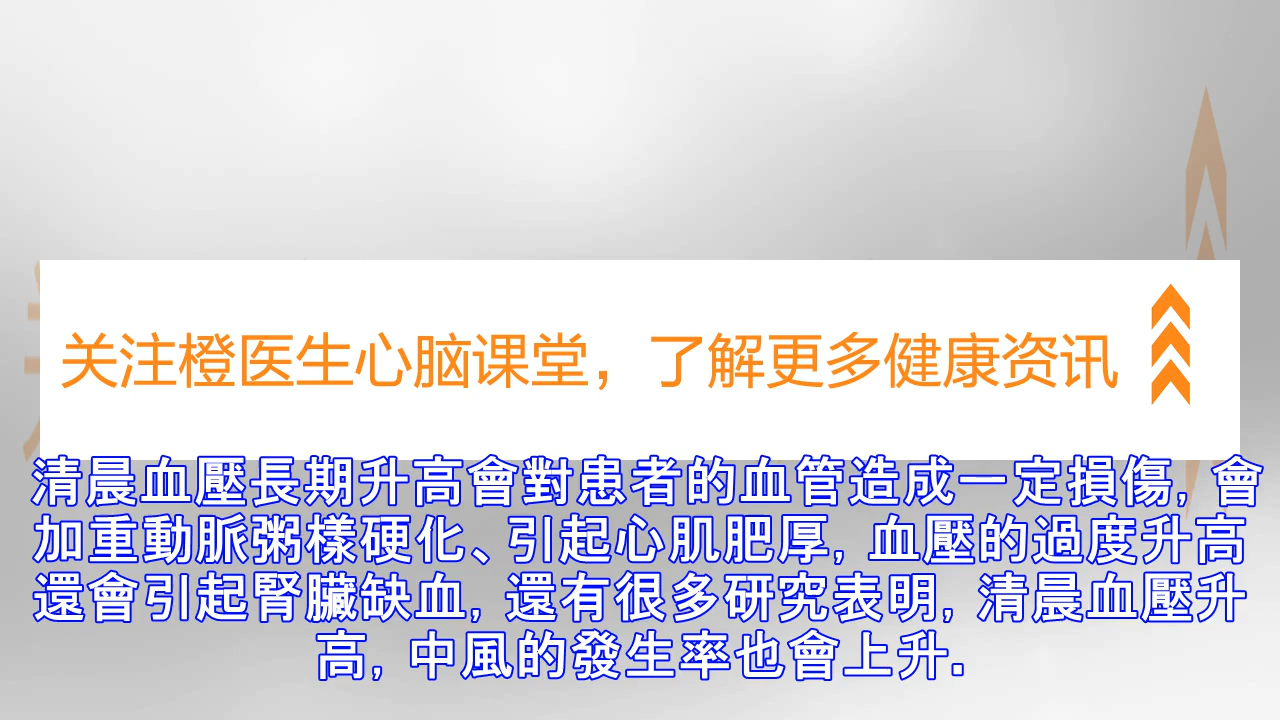 关注橙医生心脑课堂，了解更多健康资讯
清晨血壓長期升高會對患者的血管造成一定損傷, 會
加重動脈粥樣硬化、引起心肌肥厚, 血壓的過度升高
還會引起腎臟缺血, 還有很多研究表明, 清晨血壓升
高, 中風的發生率也會上升.